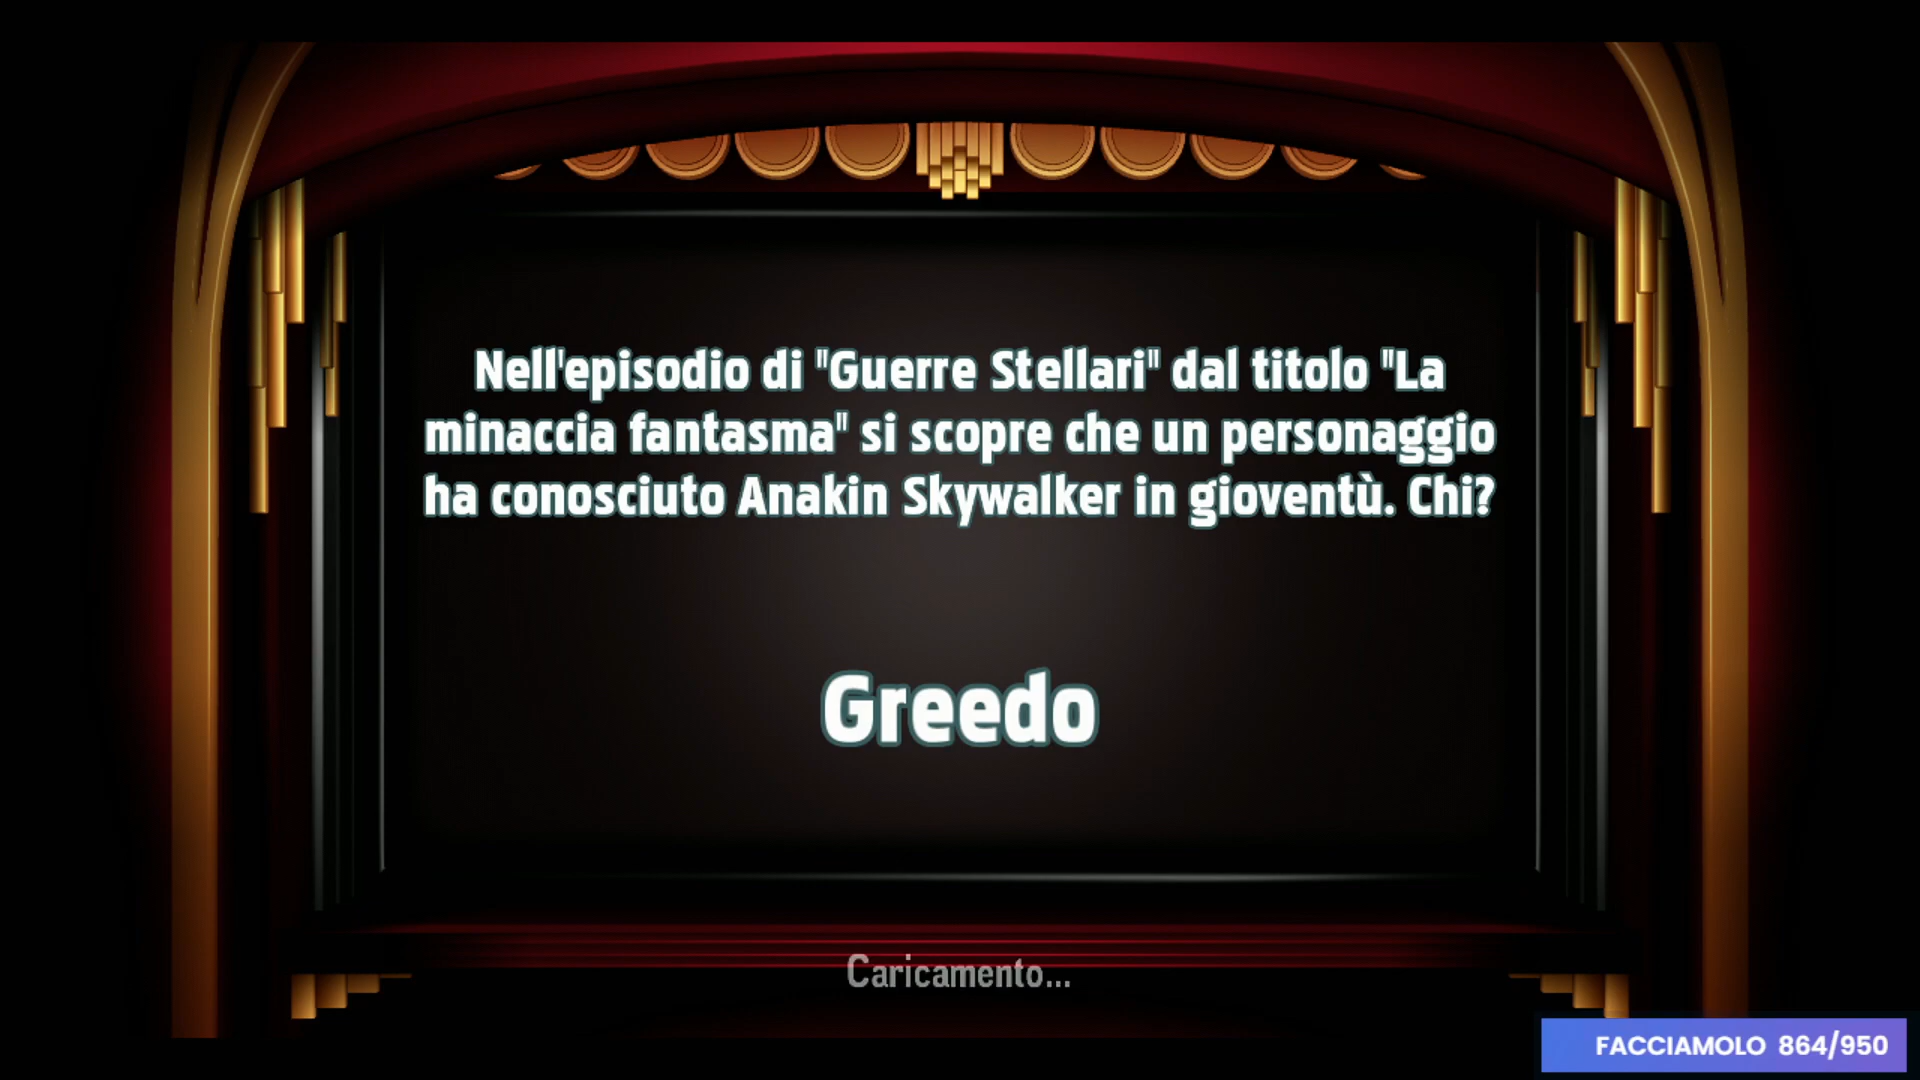 Nell'episodio di "Guerre Stellari" dal titolo "La
minaccia fantasma" si scopre che un personaggio
ha conosciuto Anakin Skywalker in gioventù. Chi?
Greedo
Caricamento...
FACCIAMOLO 864/950